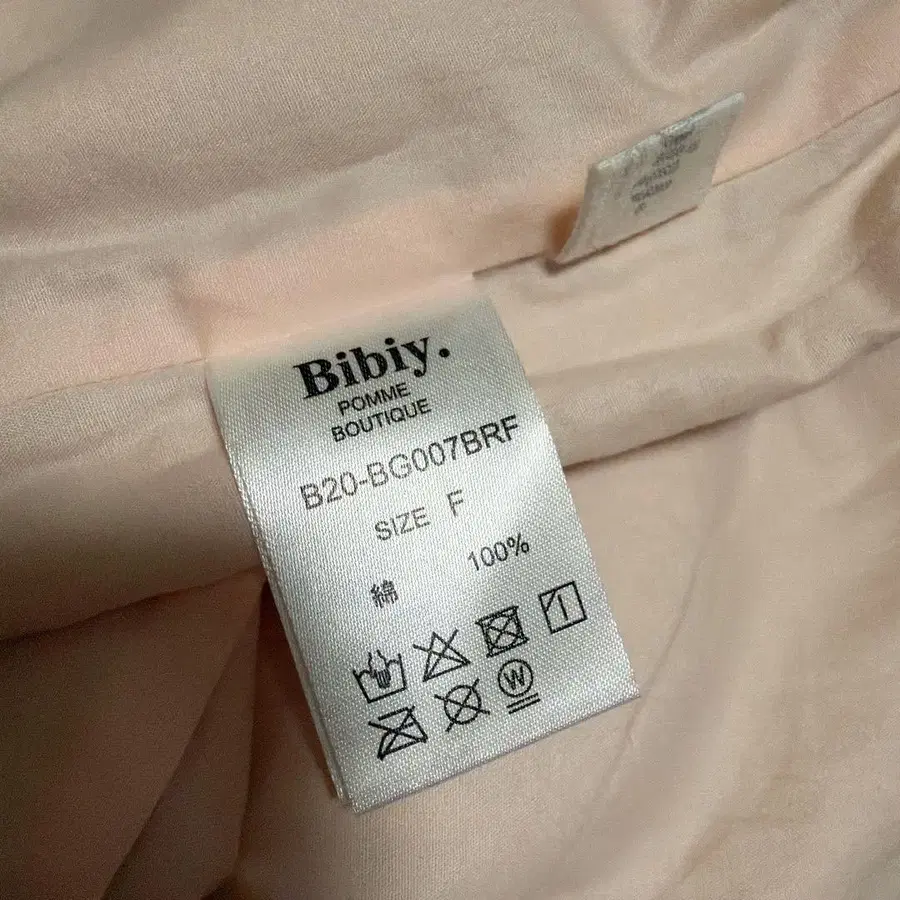 Bibiy.
POMME
BOUTIQUE
B20-BG007BRF
SIZE F
綿 100%
W